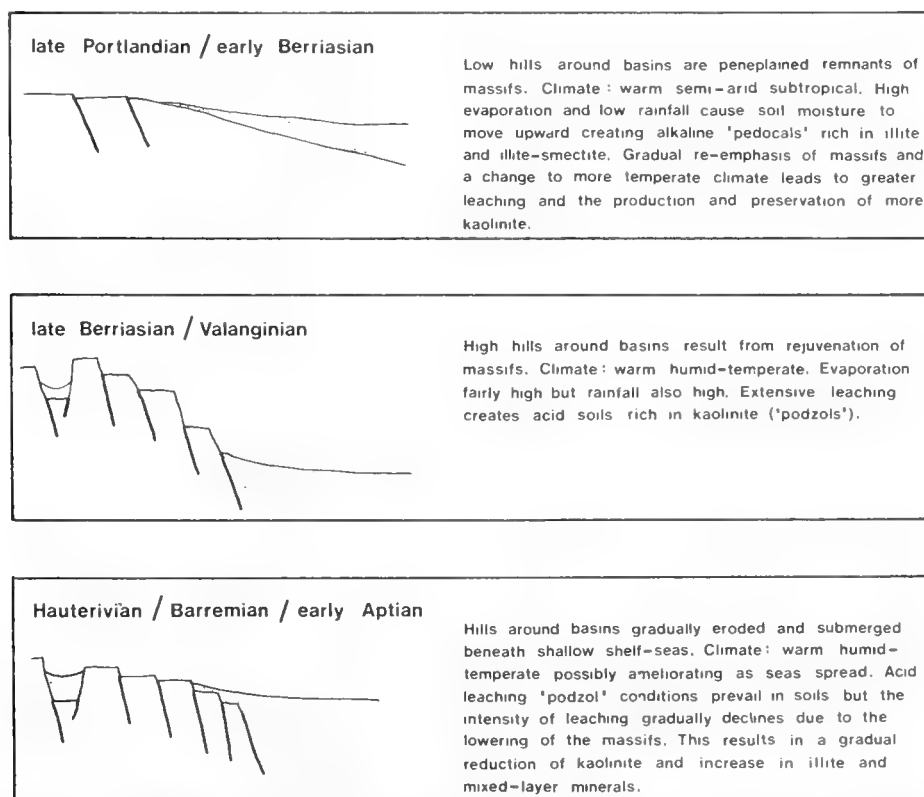 late Portlandian / early Berriasian
Low hills around basins are peneplained remnants of
massifs. Climate : warm semi-arid subtropical. High
evaporation and low rainfall cause soil moisture to
move upward creating alkaline 'pedocals' rich in illite
and illite-smectite. Gradual re-emphasis of massifs and
a change to more temperate climate leads to greater
leaching and the production and preservation of more
kaolinite.
late Berriasian / Valanginian
High hills around basins result from rejuvenation of
massifs. Climate : warm humid-temperate. Evaporation
fairly high but rainfall also high. Extensive leaching
creates acid soils rich in kaolinite ('podzols').
Hauterivian / Barremian / early Aptian
Hills around basins gradually eroded and submerged
beneath shallow shelf-seas. Climate : warm humid-
temperate possibly ameliorating as seas spread. Acid
leaching 'podzol' conditions prevail in soils but the
intensity of leaching gradually declines due to the
lowering of the massifs. This results in a gradual
reduction of kaolinite and increase in illite and
mixed-layer minerals.